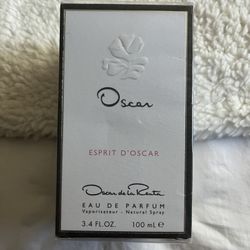 Oscar
ESPRIT D'OSCAR
Oscar de la Renta
EAU DE PARFUM
Vaporisateur - Natural Spray
3.4 FL.OZ. 100 mL ℮